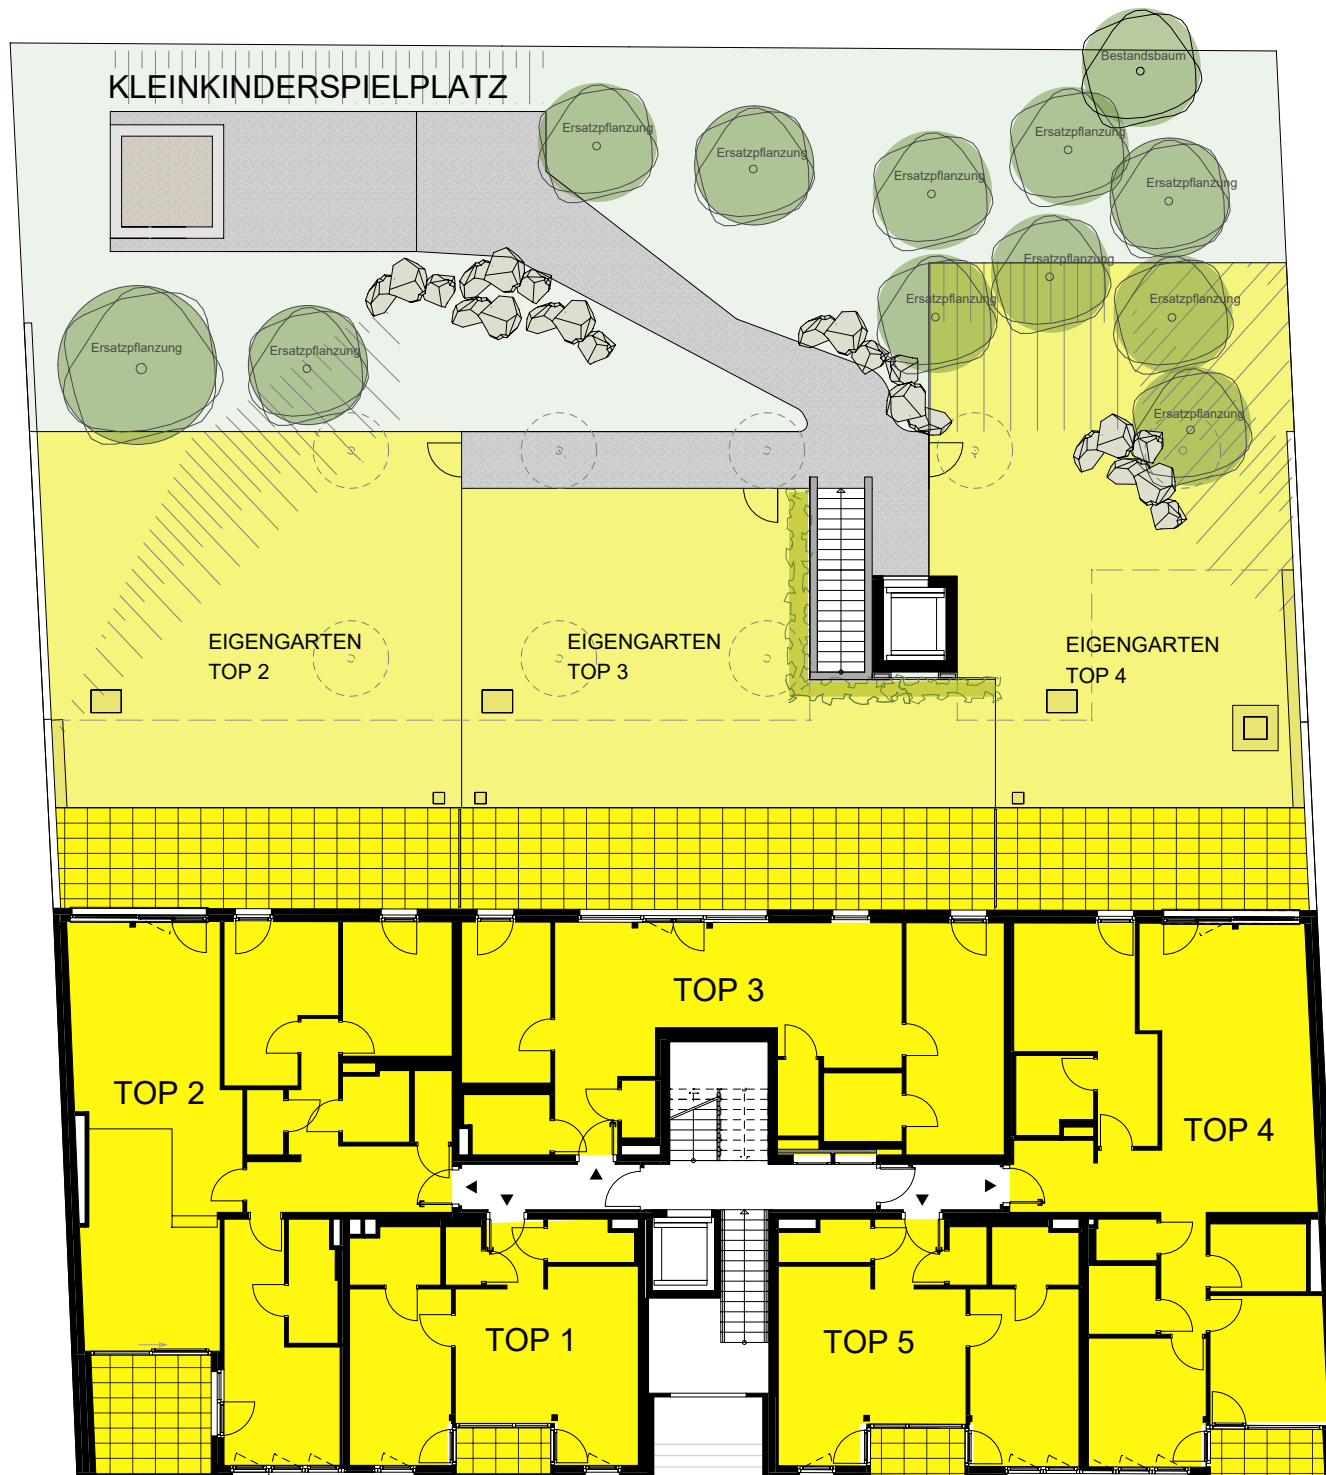 Bestandsbaum
KLEINKINDERSPIELPLATZ
Ersatzpflanzung
Ersatzpflanzung
Ersatzpflanzung
Ersatzpflanzung
Ersatzpflanzung
Ersatzpflanzung
Ersatzpflanzung
Ersatzpflanzung
Ersatzpflanzung
Ersatzpflanzung
Ersatzpflanzung
EIGENGARTEN
TOP 2
EIGENGARTEN
TOP 3
EIGENGARTEN
TOP 4
TOP 3
TOP 2
TOP 4
TOP 1
TOP 5